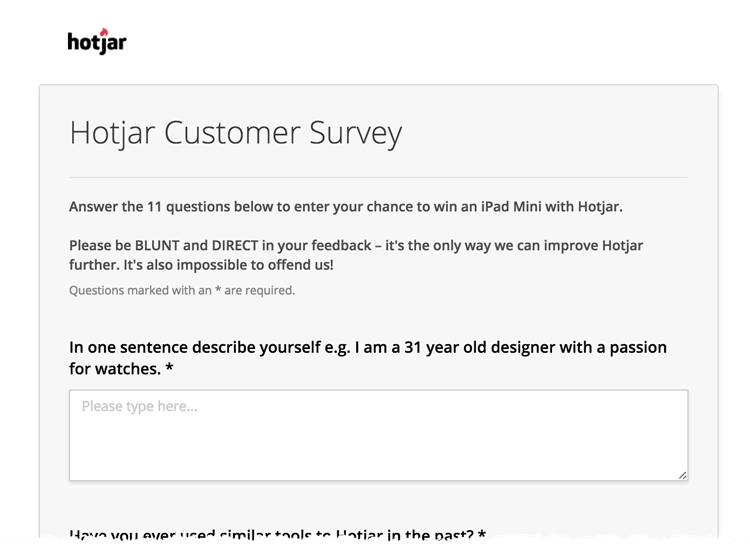 hotjar
Hotjar Customer Survey
Answer the 11 questions below to enter your chance to win an iPad Mini with Hotjar.
Please be BLUNT and DIRECT in your feedback – it's the only way we can improve Hotjar
further. It's also impossible to offend us!
Questions marked with an * are required.
In one sentence describe yourself e.g. I am a 31 year old designer with a passion
for watches. *
Please type here...
Have you ever used similar tools to Hotjar in the past? *